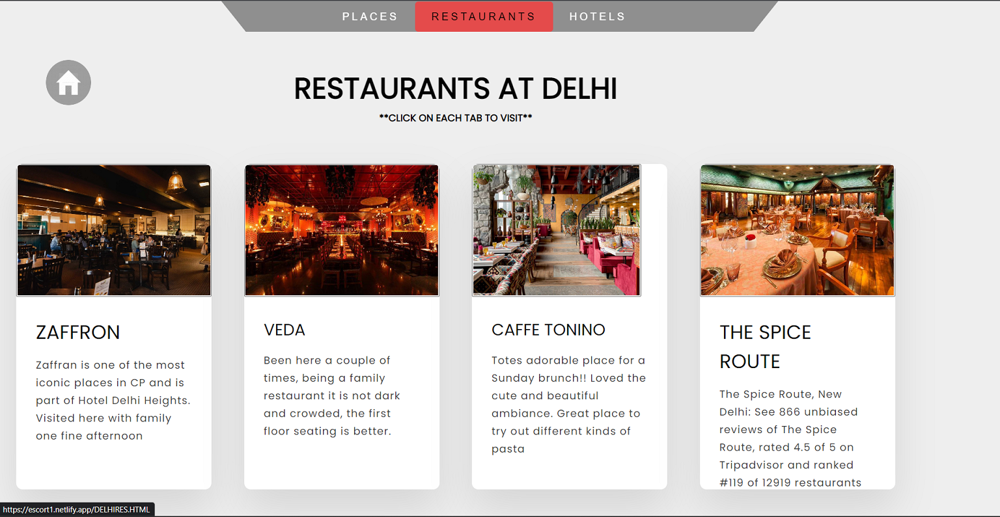 PLACES RESTAURANTS HOTELS
RESTAURANTS AT DELHI
**CLICK ON EACH TAB TO VISIT**
ZAFFRON
Zaffran is one of the most
iconic places in CP and is
part of Hotel Delhi Heights.
Visited here with family
one fine afternoon
VEDA
Been here a couple of
times, being a family
restaurant it is not dark
and crowded, the first
floor seating is better.
CAFFE TONINO
Totes adorable place for a
Sunday brunch!! Loved the
cute and beautiful
ambiance. Great place to
try out different kinds of
pasta
THE SPICE
ROUTE
The Spice Route, New
Delhi: See 866 unbiased
reviews of The Spice
Route, rated 4.5 of 5 on
Tripadvisor and ranked
#119 of 12919 restaurants
https://escort1.netlify.app/DELHIRES.HTML